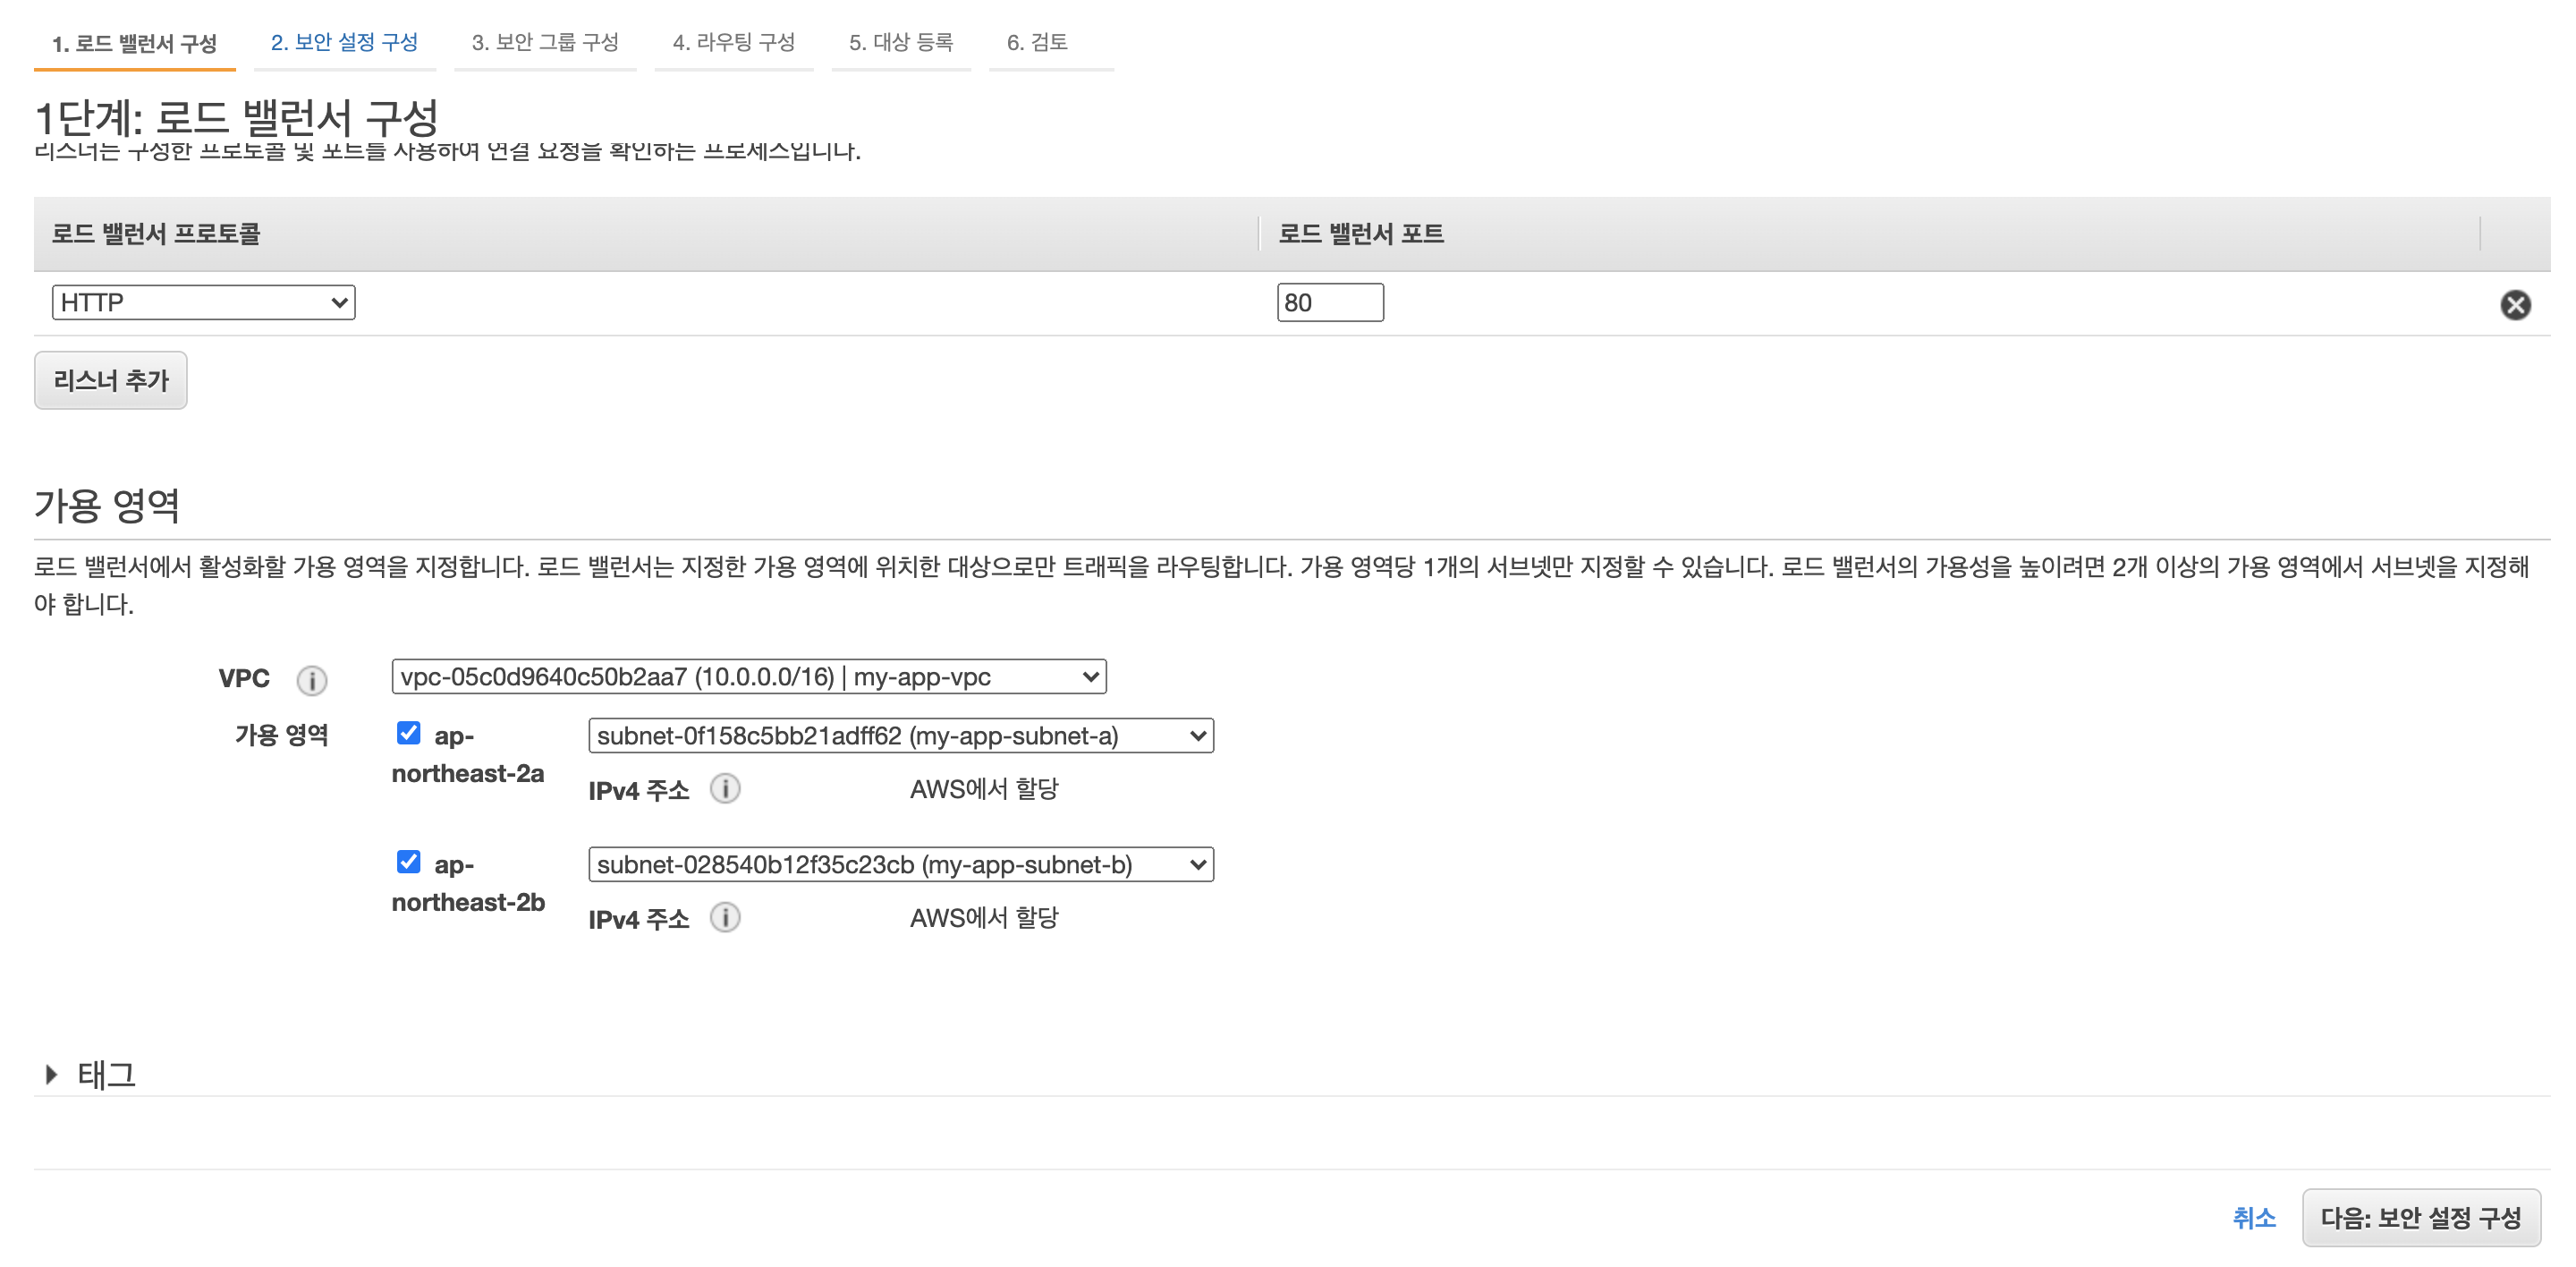 1. 로드 밸런서 구성 2. 보안 설정 구성 3. 보안 그룹 구성 4. 라우팅 구성 5. 대상 등록 6. 검토
1단계: 로드 밸런서 구성
리스너는 구성한 프로토콜 및 포트를 사용하여 연결 요청을 확인하는 프로세스입니다.
로드 밸런서 프로토콜 로드 밸런서 포트
HTTP 80
리스너 추가
가용 영역
로드 밸런서에서 활성화할 가용 영역을 지정합니다. 로드 밸런서는 지정한 가용 영역에 위치한 대상으로만 트래픽을 라우팅합니다. 가용 영역당 1개의 서브넷만 지정할 수 있습니다. 로드 밸런서의 가용성을 높이려면 2개 이상의 가용 영역에서 서브넷을 지정해
야 합니다.
VPC vpc-05c0d9640c50b2aa7 (10.0.0.0/16) | my-app-vpc
가용 영역 ap- subnet-0f158c5bb21adff62 (my-app-subnet-a)
northeast-2a
IPv4 주소 AWS에서 할당
ap- subnet-028540b12f35c23cb (my-app-subnet-b)
northeast-2b
IPv4 주소 AWS에서 할당
태그
취소 다음: 보안 설정 구성